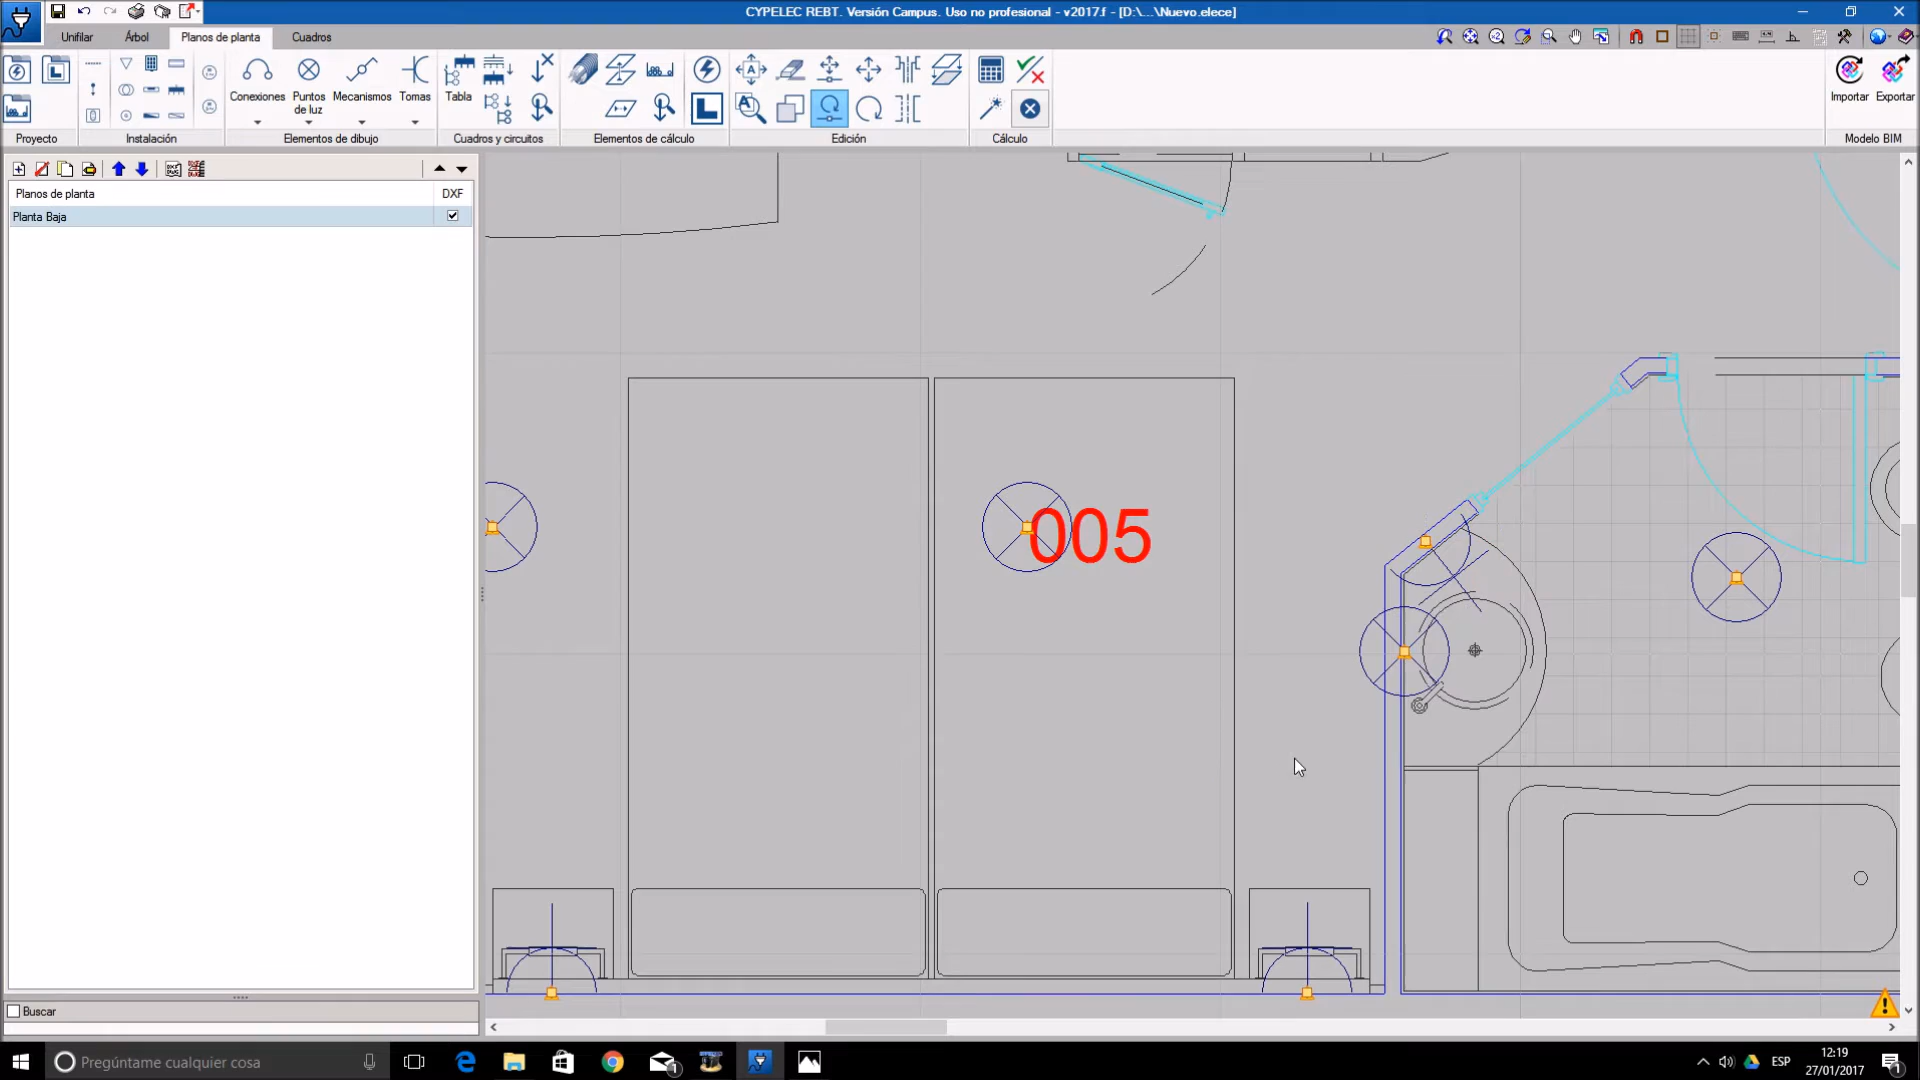 CYPELEC REBT. Versión Campus. Uso no profesional - v2017.f - [D:\...\Nuevo.elece]
Unifilar Árbol Planos de planta Cuadros
Conexiones Puntos de luz Mecanismos Tomas Tabla Importar Exportar
Proyecto Instalación Elementos de dibujo Cuadros y circuitos Elementos de cálculo Edición Cálculo Modelo BIM
Planos de planta DXF
Planta Baja
005
Buscar
Pregúntame cualquier cosa
ESP
12:19
27/01/2017